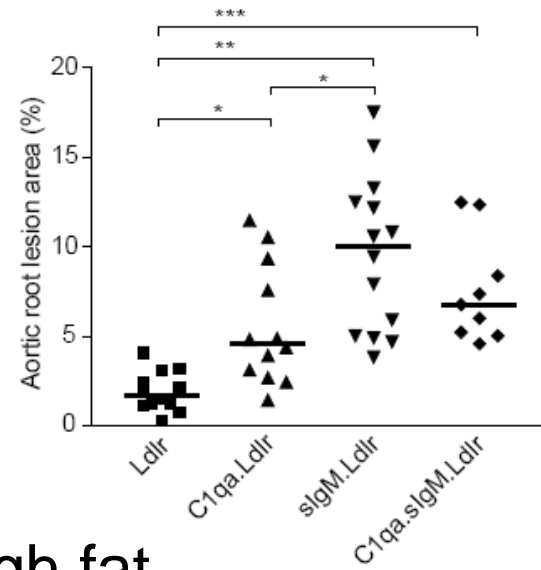 ***
**
*
*
Aortic root lesion area (%)
20
15
10
5
0
Ldlr
C1qa.Ldlr
sIgM.Ldlr
C1qa.sIgM.Ldlr